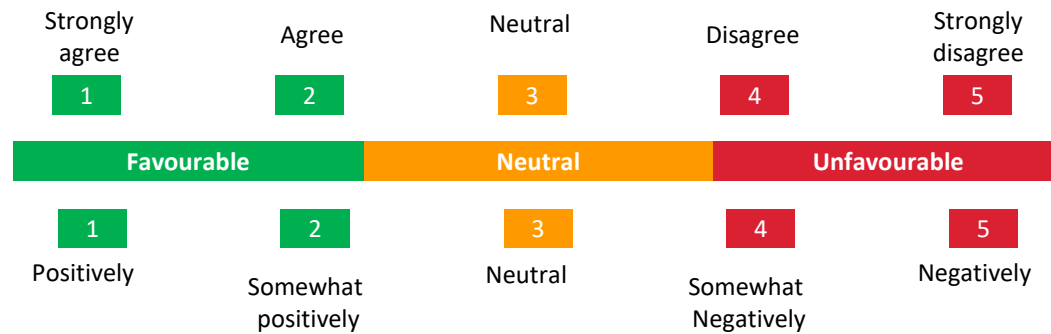 Strongly agree
Agree
Neutral
Disagree
Strongly disagree
1
2
3
4
5
Favourable
Neutral
Unfavourable
1
2
3
4
5
Positively
Somewhat positively
Neutral
Somewhat Negatively
Negatively